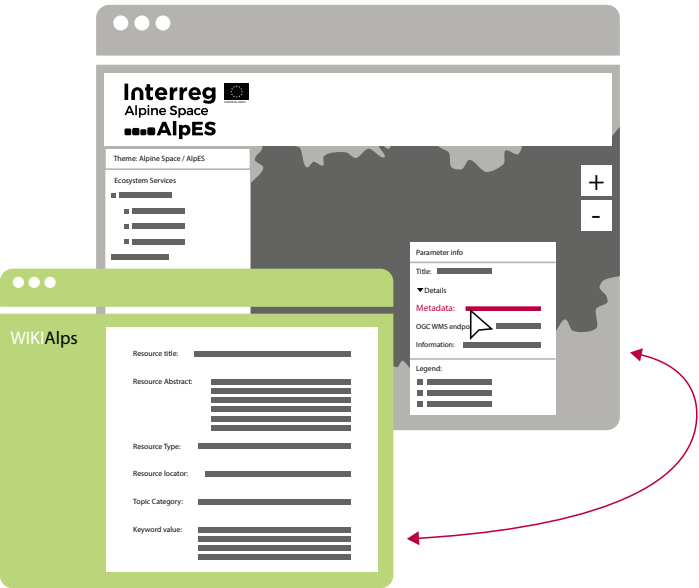 Interreg
Alpine Space
AlpES
Theme: Alpine Space / AlpES
Ecosystem Services
+
-
Parameter info
Title:
Details
Metadata:
OGC WMS endpo
Information:
Legend:
WIKIAlps
Resource title:
Resource Abstract:
Resource Type:
Resource locator:
Topic Category:
Keyword value: